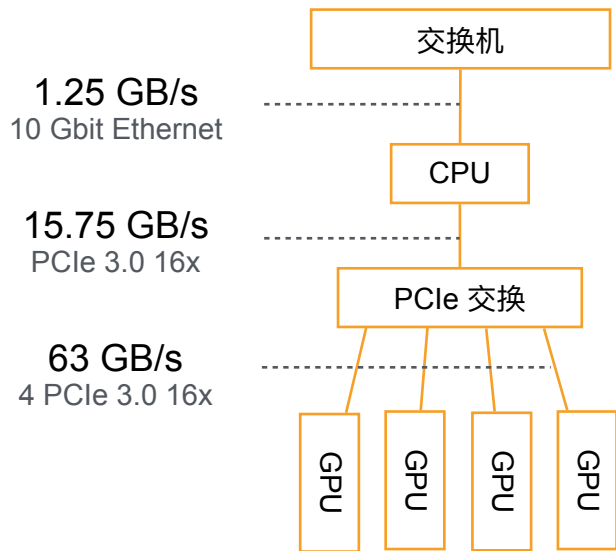 交换机
1.25 GB/s
10 Gbit Ethernet
CPU
15.75 GB/s
PCIe 3.0 16x
PCIe 交换
63 GB/s
4 PCIe 3.0 16x
GPU
GPU
GPU
GPU